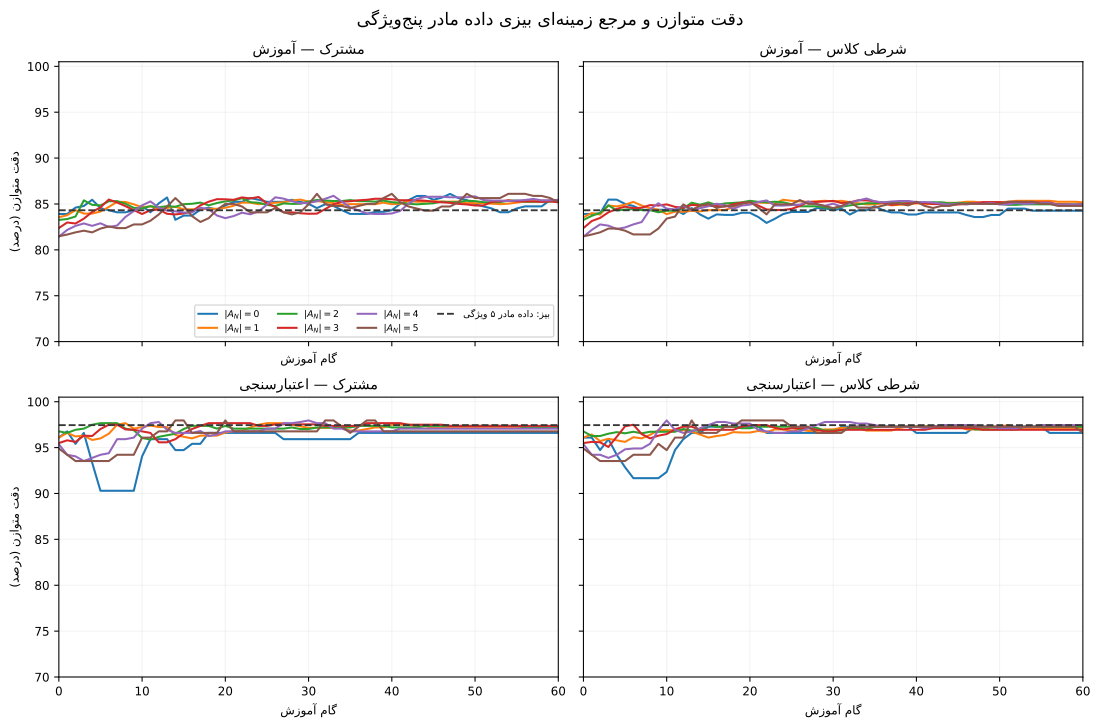 دقت متوازن و مرجع زمینه‌ای بیزی داده مادر پنج‌ویژگی
مشترک — آموزش
شرطی کلاس — آموزش
100
95
90
85
80
75
70
دقت متوازن (درصد)
|A_N| = 0
|A_N| = 1
|A_N| = 2
|A_N| = 3
|A_N| = 4
|A_N| = 5
بیز: داده مادر ۵ ویژگی
گام آموزش
گام آموزش
مشترک — اعتبارسنجی
شرطی کلاس — اعتبارسنجی
100
95
90
85
80
75
70
دقت متوازن (درصد)
0 10 20 30 40 50 60
0 10 20 30 40 50 60
گام آموزش
گام آموزش